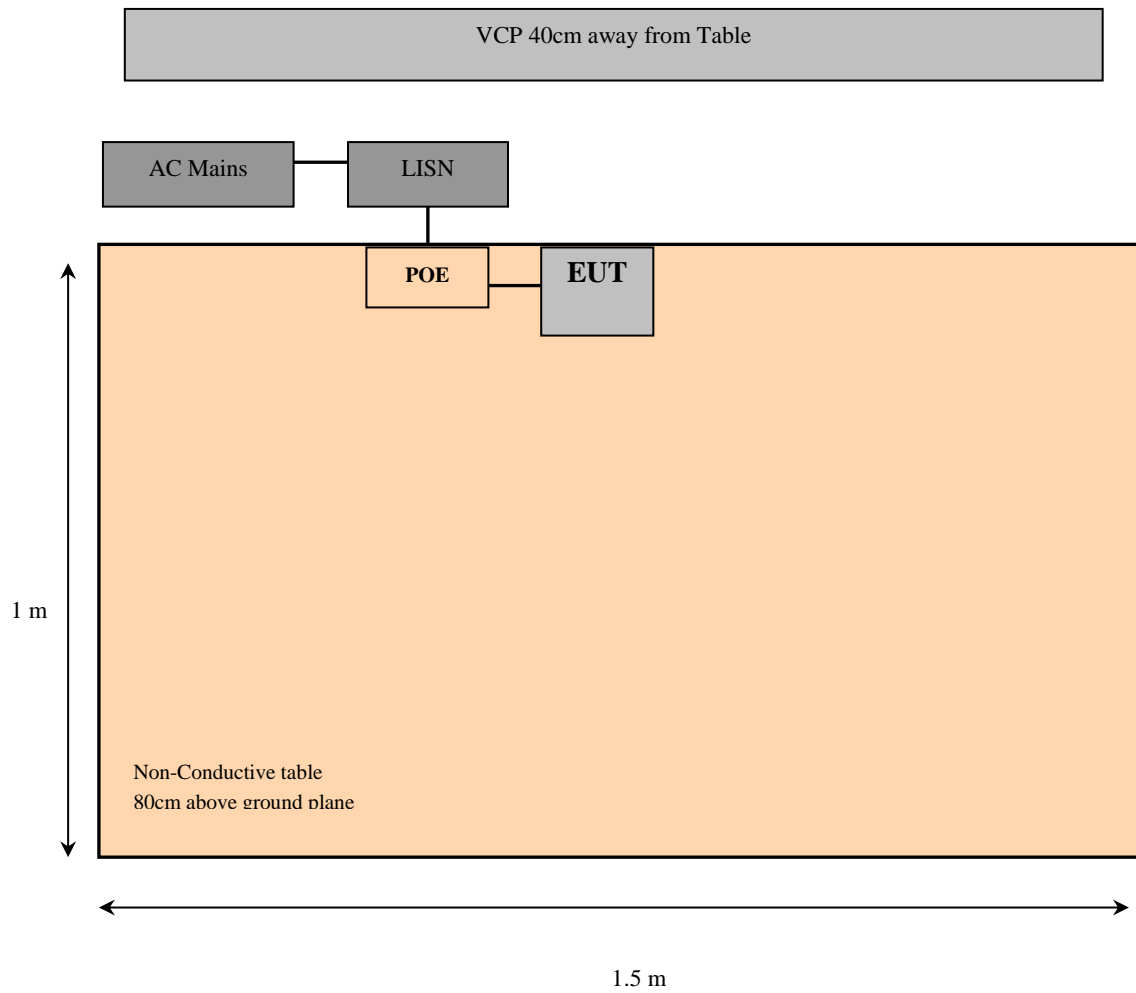 VCP 40cm away from Table
AC Mains
LISN
POE
EUT
1 m
Non-Conductive table
80cm above ground plane
1.5 m